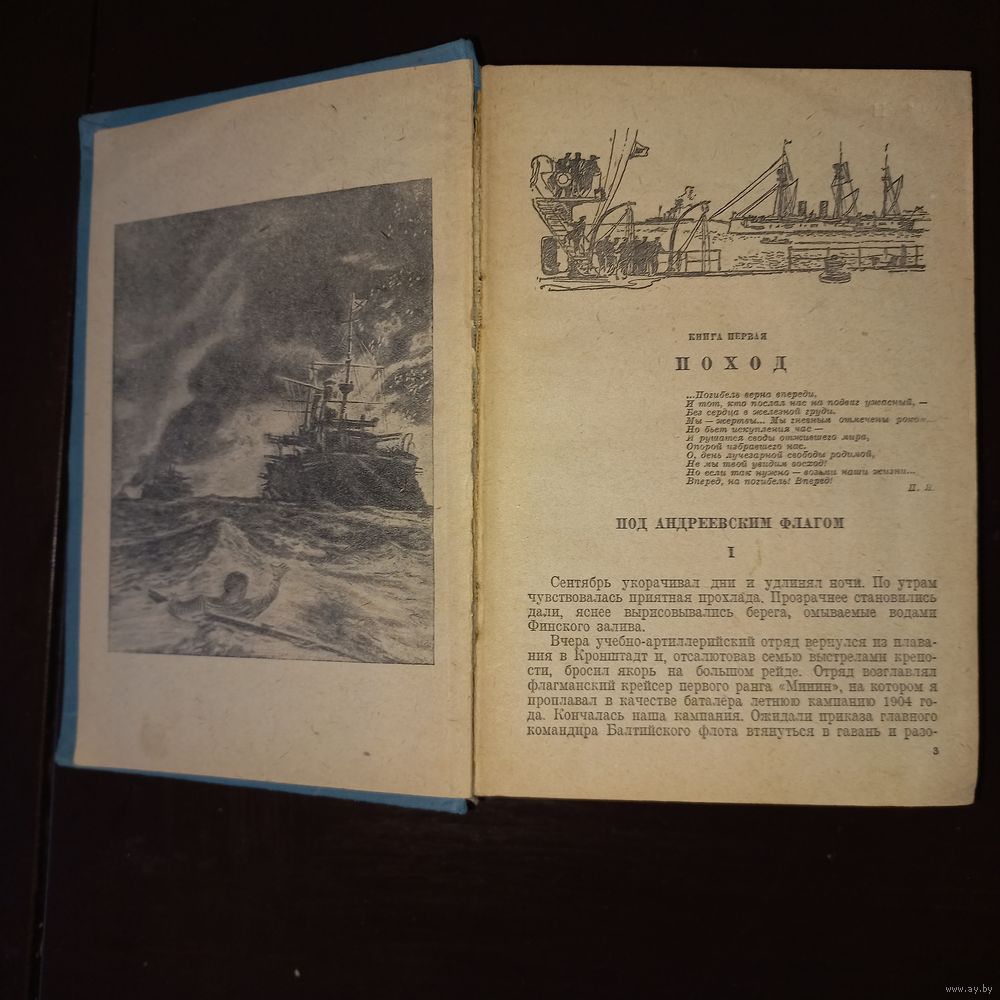 КНИГА ПЕРВАЯ
ПОХОД
...Погибель верна впереди,
И тот, кто послал нас на подвиг ужасный, —
Без сердца в железной груди.
Мы — жертвы... Мы гневным отмечены роком...
Но бьет искупления час —
И рушатся своды отжившего мира,
Опорой избравшего нас.
О, день лучезарной свободы родимой,
Не мы твой увидим восход!
Но если так нужно — возьми наши жизни...
Вперед, на погибель! Вперед!
П. Я.
ПОД АНДРЕЕВСКИМ ФЛАГОМ
I
Сентябрь укорачивал дни и удлинял ночи. По утрам
чувствовалась приятная прохлада. Прозрачнее становились
дали, яснее вырисовывались берега, омываемые водами
Финского залива.
Вчера учебно-артиллерийский отряд вернулся из плава-
ния в Кронштадт и, отсалютовав семью выстрелами крепо-
сти, бросил якорь на большом рейде. Отряд возглавлял
флагманский крейсер первого ранга «Минин», на котором я
проплавал в качестве баталера летнюю кампанию 1904 го-
да. Кончалась наша кампания. Ожидали приказа главного
командира Балтийского флота втянуться в гавань и разо-
3
www.ay.by